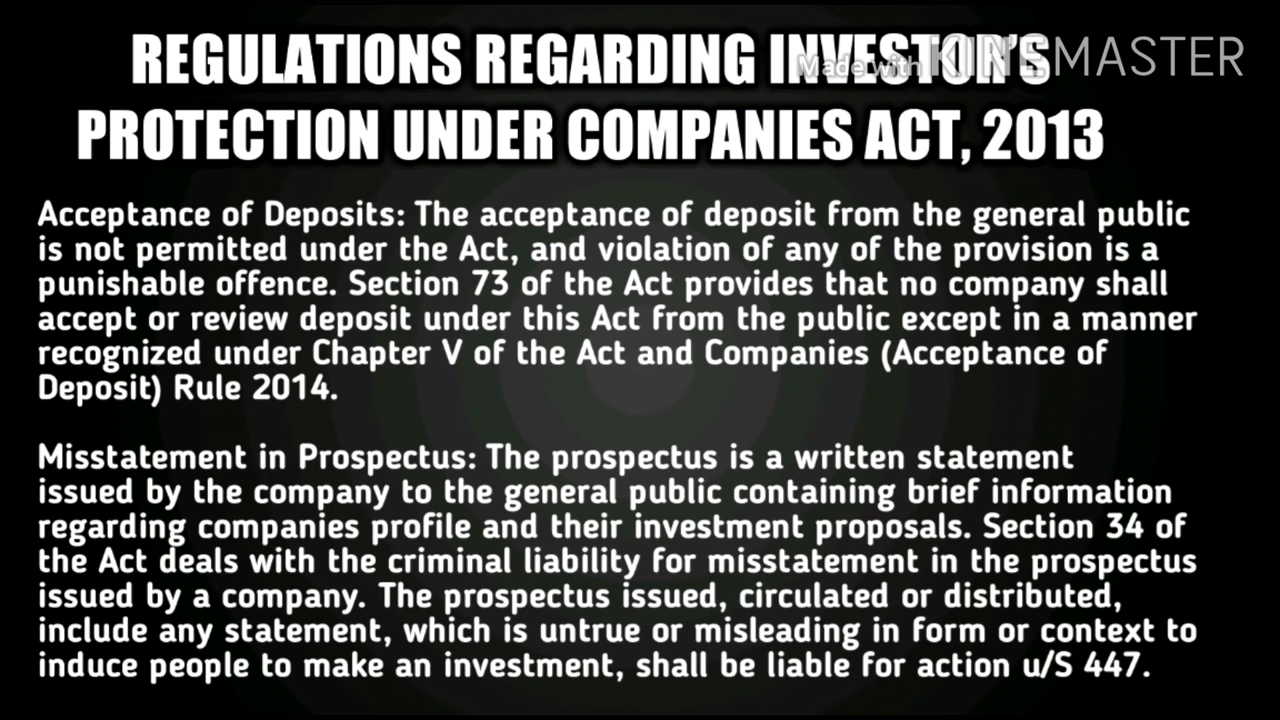 REGULATIONS REGARDING INVESTOR'S
Made with KINEMASTER
PROTECTION UNDER COMPANIES ACT, 2013
Acceptance of Deposits: The acceptance of deposit from the general public
is not permitted under the Act, and violation of any of the provision is a
punishable offence. Section 73 of the Act provides that no company shall
accept or review deposit under this Act from the public except in a manner
recognized under Chapter V of the Act and Companies (Acceptance of
Deposit) Rule 2014.
Misstatement in Prospectus: The prospectus is a written statement
issued by the company to the general public containing brief information
regarding companies profile and their investment proposals. Section 34 of
the Act deals with the criminal liability for misstatement in the prospectus
issued by a company. The prospectus issued, circulated or distributed,
include any statement, which is untrue or misleading in form or context to
induce people to make an investment, shall be liable for action u/S 447.